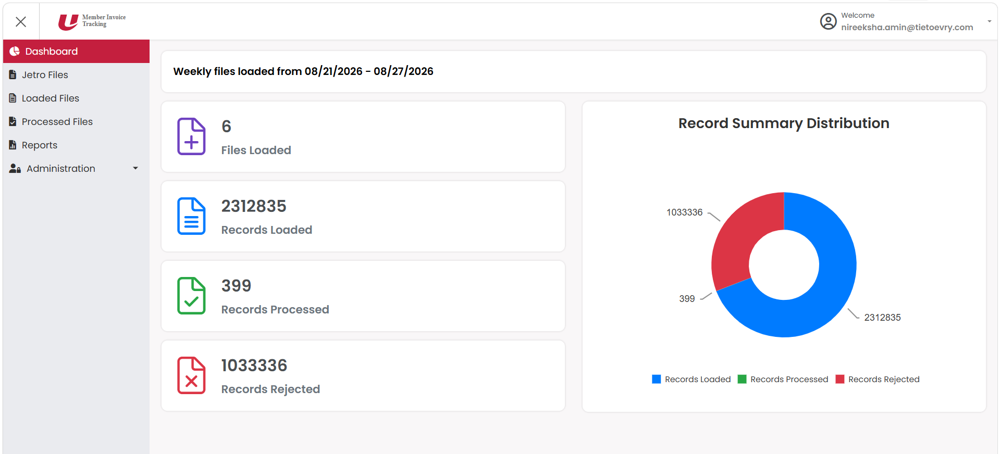 Member Invoice
Tracking
Welcome
nireeksha.amin@tietoevry.com
Dashboard
Jetro Files
Loaded Files
Processed Files
Reports
Administration
Weekly files loaded from 08/21/2026 - 08/27/2026
6
Files Loaded
2312835
Records Loaded
399
Records Processed
1033336
Records Rejected
Record Summary Distribution
1033336
399
2312835
Records Loaded Records Processed Records Rejected